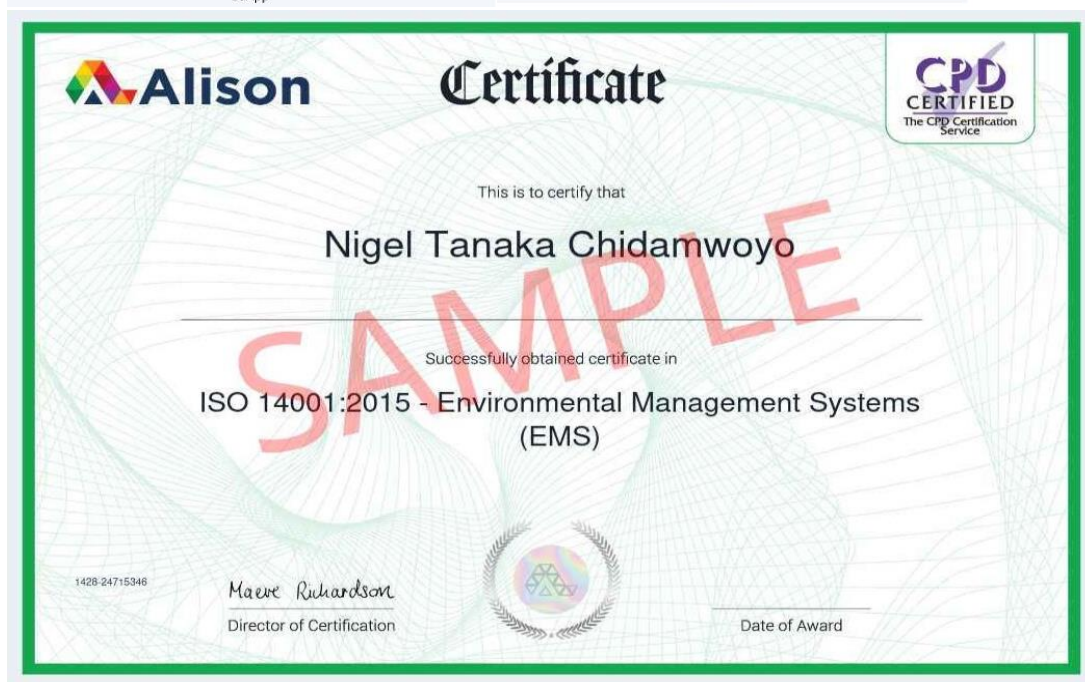 Alison
Certificate
CPD
CERTIFIED
The CPD Certification
Service
This is to certify that
Nigel Tanaka Chidamwoyo
SAMPLE
Successfully obtained certificate in
ISO 14001:2015 - Environmental Management Systems
(EMS)
1428-24715346
Maeve Richardson
Director of Certification
Date of Award